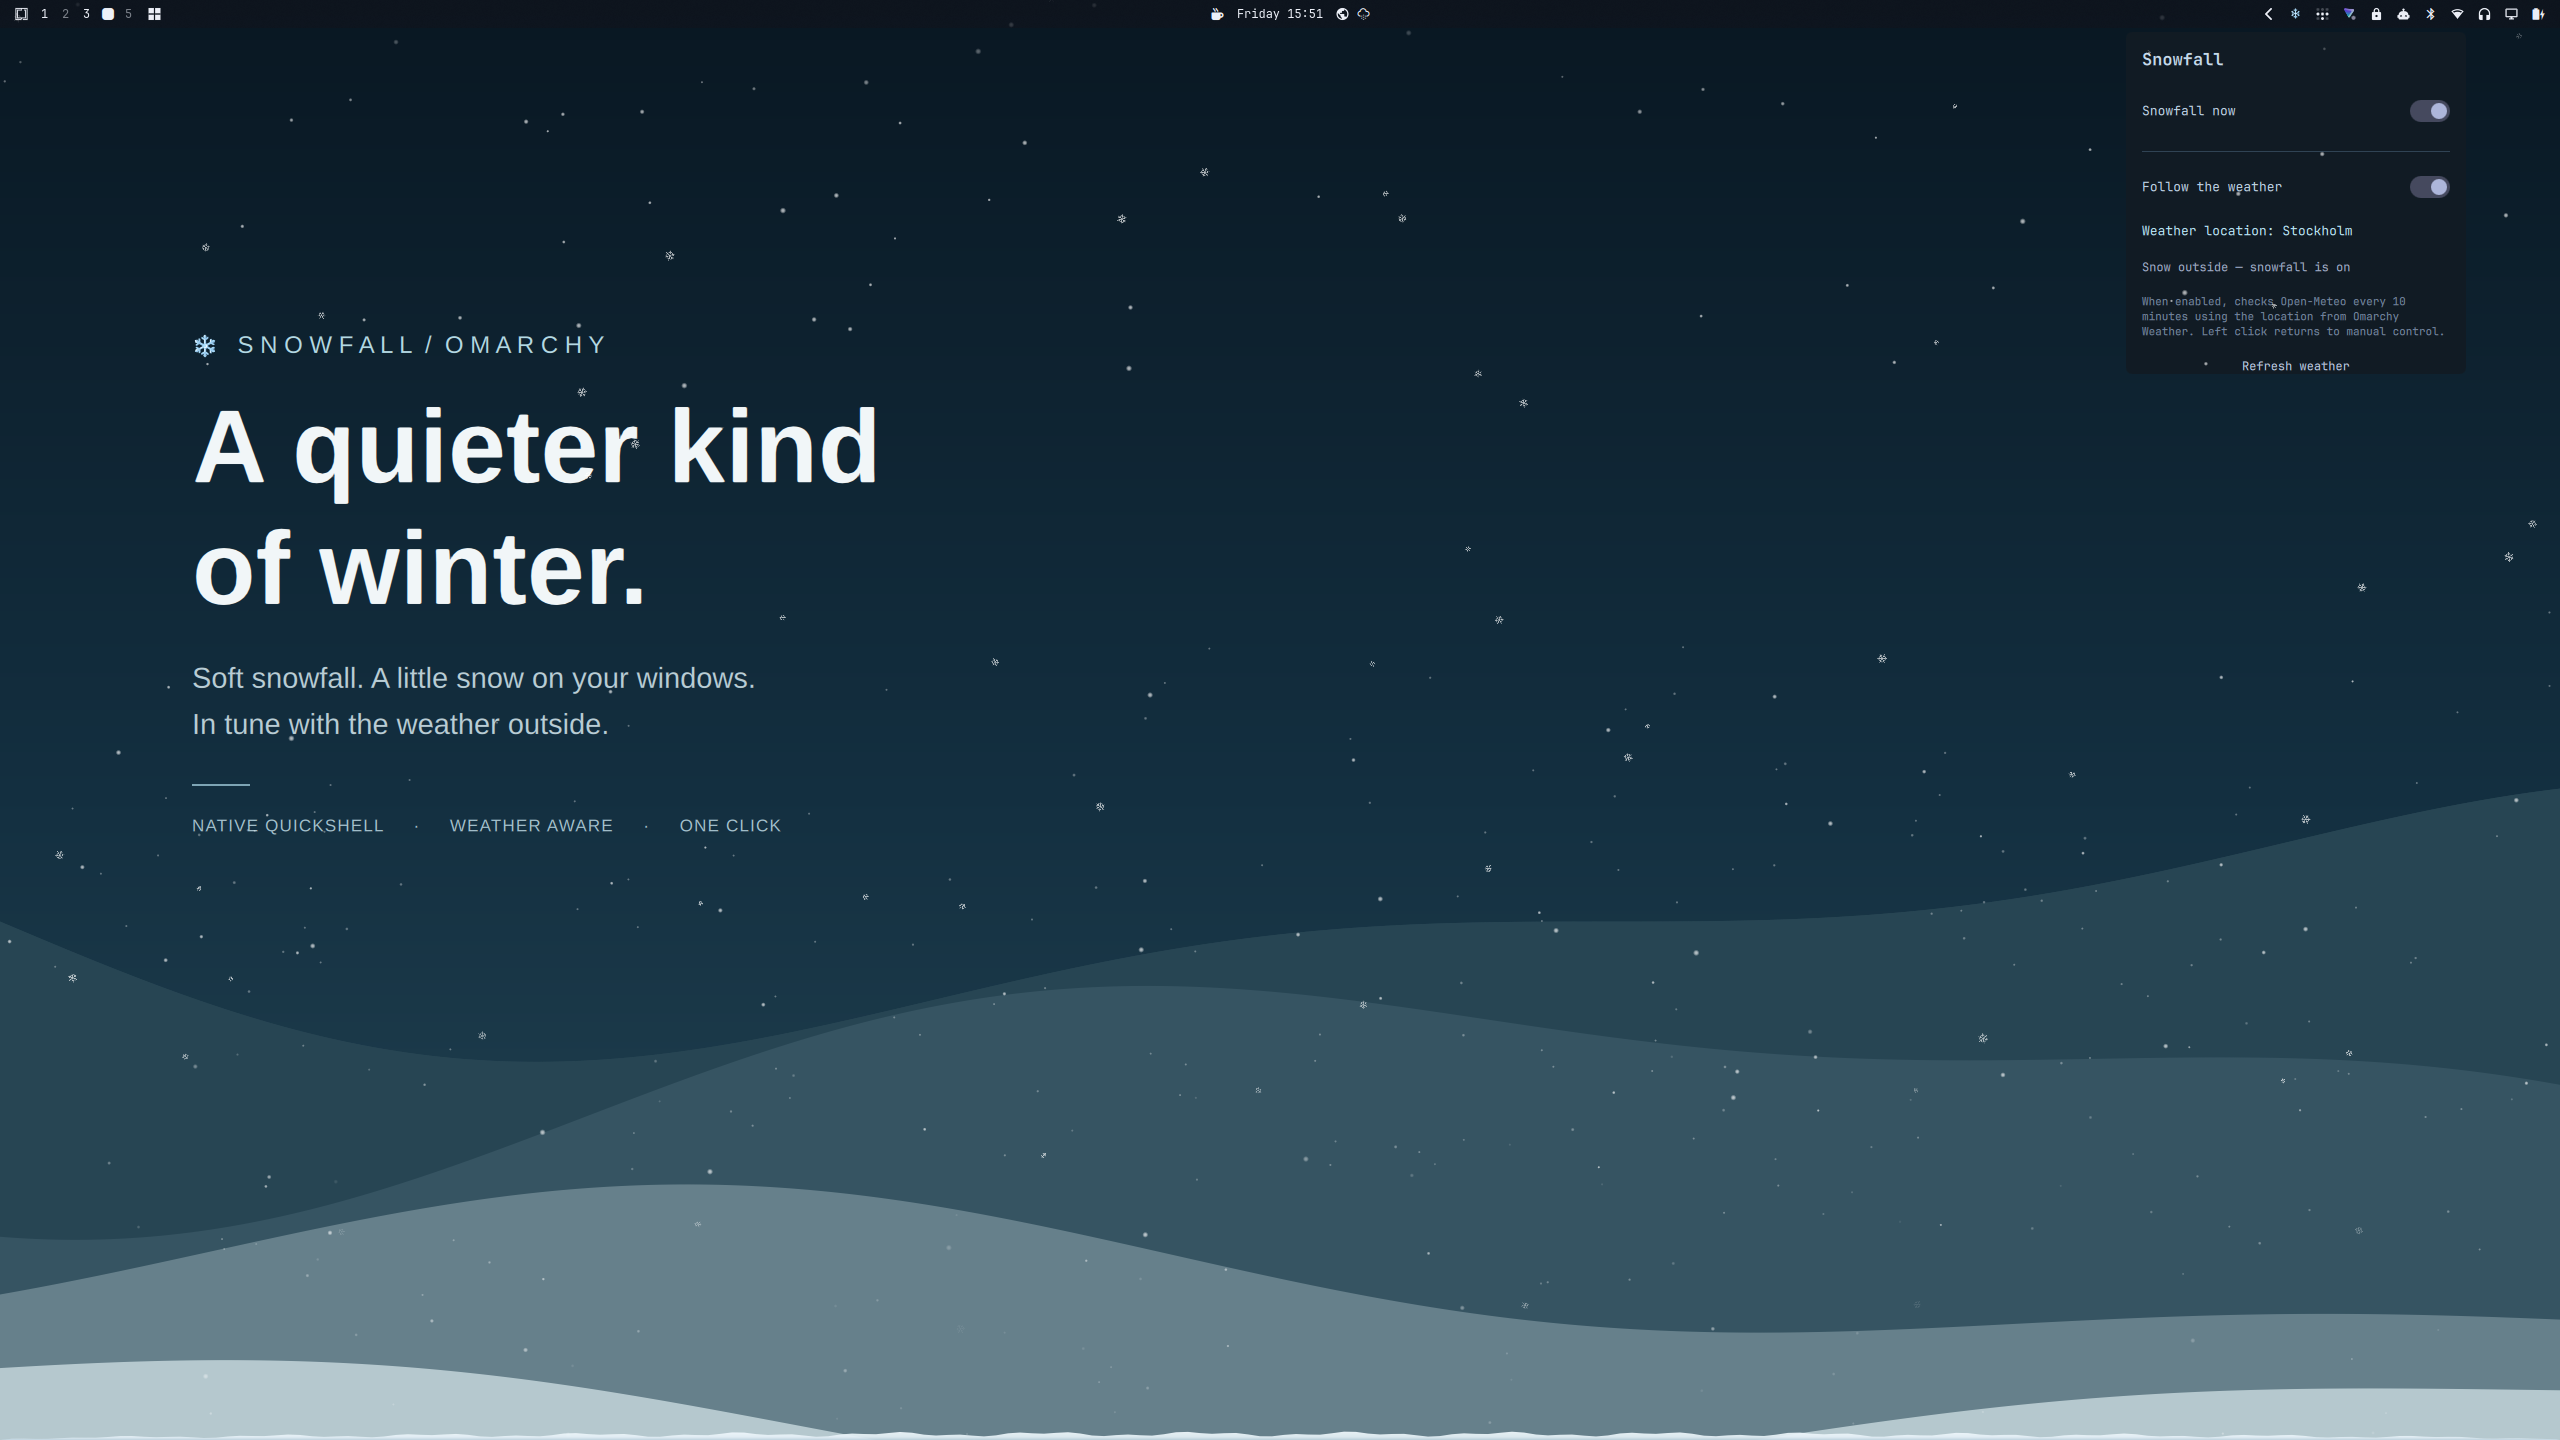 1 2 3 5
Friday 15:51
Snowfall
Snowfall now
Follow the weather
Weather location: Stockholm
Snow outside — snowfall is on
When enabled, checks Open-Meteo every 10
minutes using the location from Omarchy
Weather. Left click returns to manual control.
Refresh weather
SNOWFALL / OMARCHY
A quieter kind
of winter.
Soft snowfall. A little snow on your windows.
In tune with the weather outside.
NATIVE QUICKSHELL · WEATHER AWARE · ONE CLICK